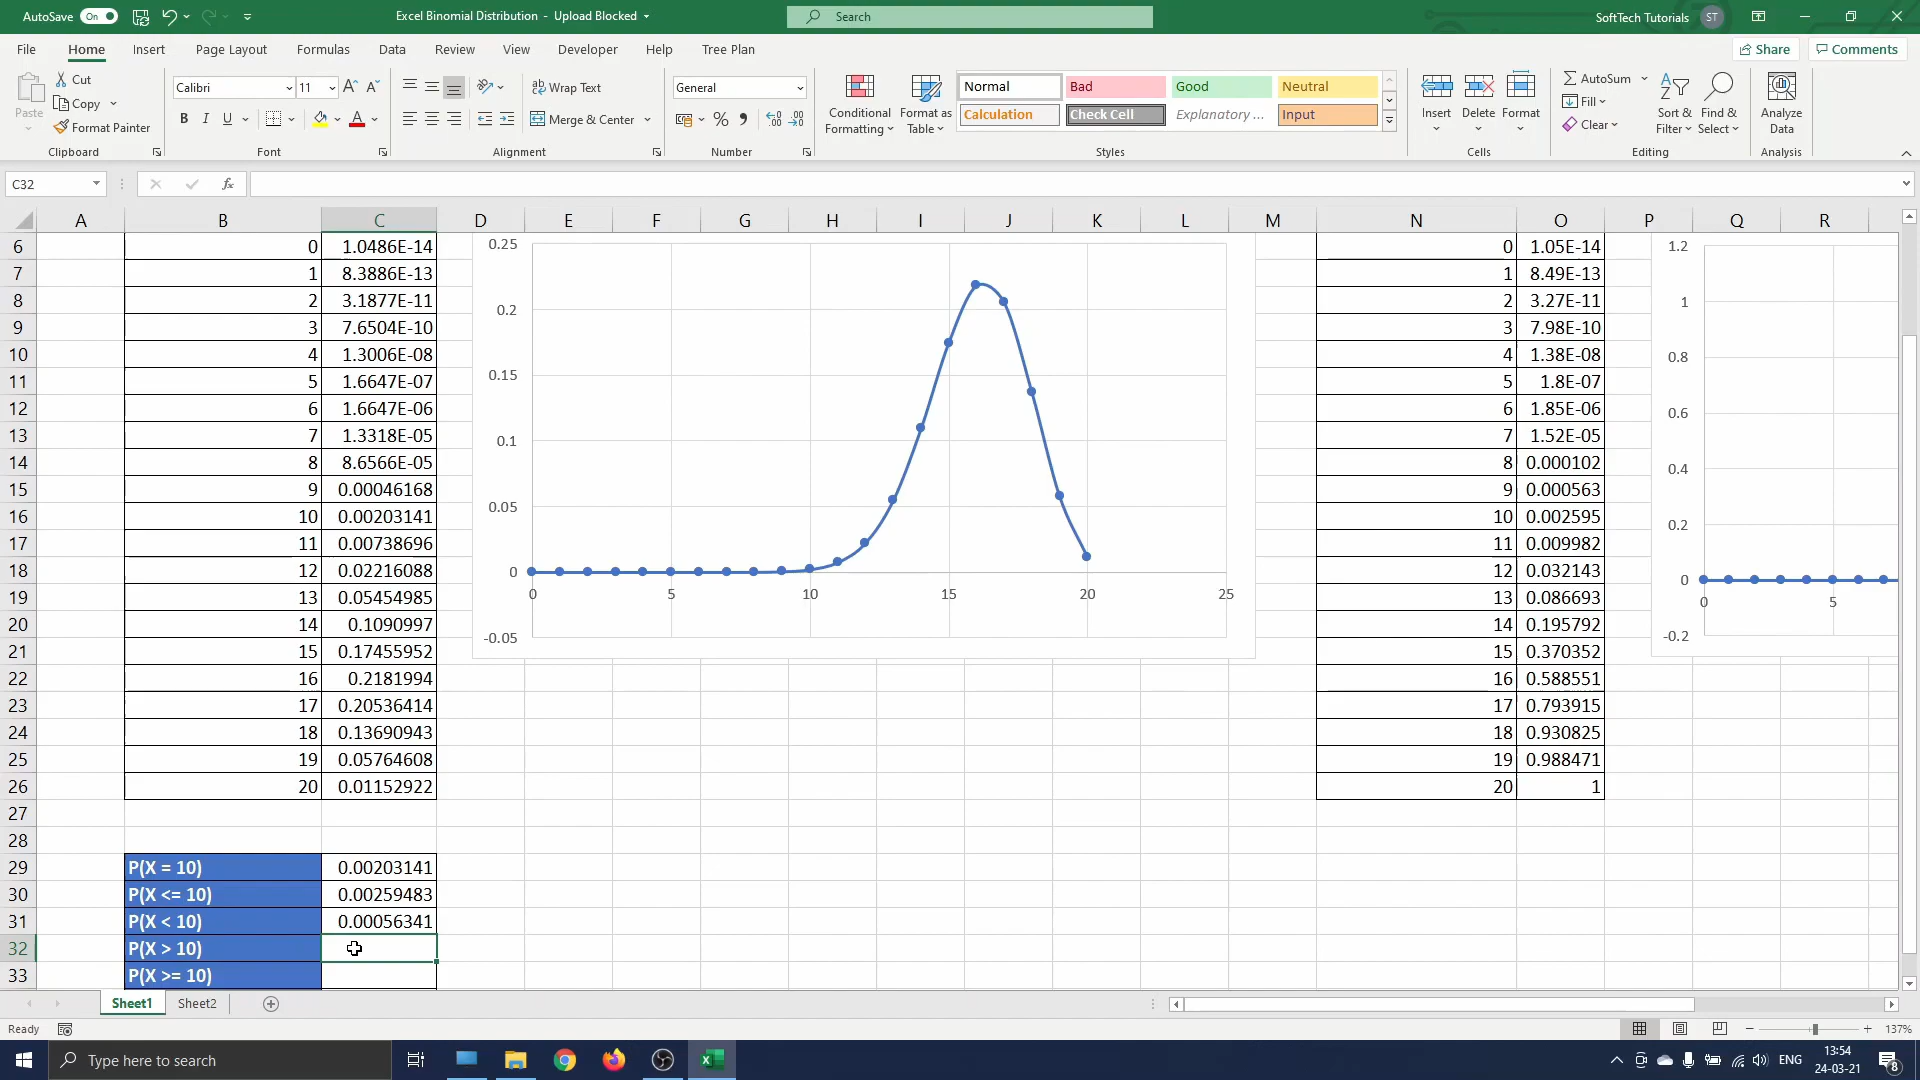 AutoSave On Excel Binomial Distribution - Upload Blocked Search SoftTech Tutorials ST
File Home Insert Page Layout Formulas Data Review View Developer Help Tree Plan Share Comments
Paste Cut Copy Format Painter Clipboard
Calibri 11 A A B I U A Font
Wrap Text Merge & Center Alignment
General % Number
Conditional Formatting Format as Table Normal Bad Good Neutral Calculation Check Cell Explanatory ... Input Styles
Insert Delete Format Cells
AutoSum Fill Clear Sort & Filter Find & Select Editing
Analyze Data Analysis
C32 fx
A B C D E F G H I J K L M N O P Q R
6 0 1.0486E-14 0 1.05E-14
7 1 8.3886E-13 1 8.49E-13
8 2 3.1877E-11 2 3.27E-11
9 3 7.6504E-10 3 7.98E-10
10 4 1.3006E-08 4 1.38E-08
11 5 1.6647E-07 5 1.8E-07
12 6 1.6647E-06 6 1.85E-06
13 7 1.3318E-05 7 1.52E-05
14 8 8.6566E-05 8 0.000102
15 9 0.00046168 9 0.000563
16 10 0.00203141 10 0.002595
17 11 0.00738696 11 0.009982
18 12 0.02216088 12 0.032143
19 13 0.05454985 13 0.086693
20 14 0.1090997 14 0.195792
21 15 0.17455952 15 0.370352
22 16 0.2181994 16 0.588551
23 17 0.20536414 17 0.793915
24 18 0.13690943 18 0.930825
25 19 0.05764608 19 0.988471
26 20 0.01152922 20 1
27
28
29 P(X = 10) 0.00203141
30 P(X <= 10) 0.00259483
31 P(X < 10) 0.00056341
32 P(X > 10)
33 P(X >= 10)
0.25
0.2
0.15
0.1
0.05
0
-0.05
0 5 10 15 20 25
1.2
1
0.8
0.6
0.4
0.2
0
-0.2
0 5
Sheet1 Sheet2
Ready 137%
Type here to search ENG 13:54
24-03-21 8